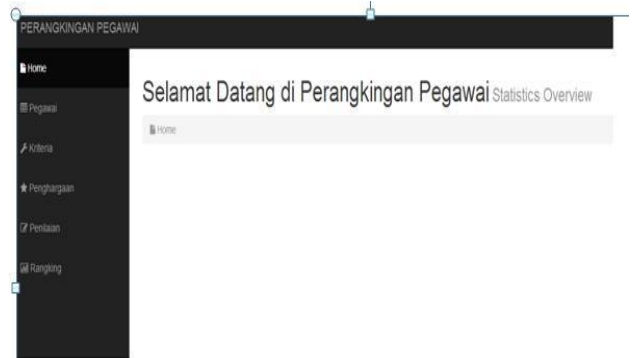 PERANGKINGAN PEGAWAI
Home
Pegawai
Kriteria
Penghargaan
Penilaian
Rangking
Selamat Datang di Perangkingan Pegawai Statistics Overview
Home